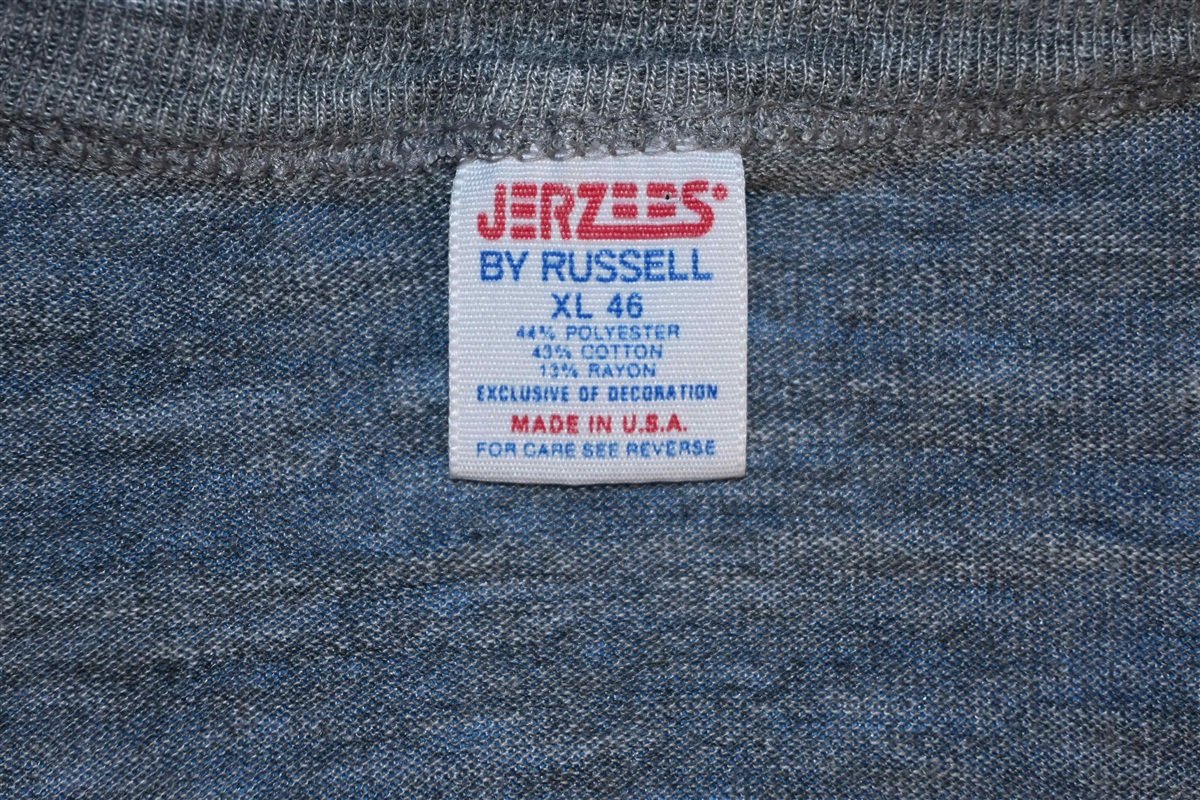 JERZEES®
BY RUSSELL
XL 46
44% POLYESTER
43% COTTON
13% RAYON
EXCLUSIVE OF DECORATION
MADE IN U.S.A.
FOR CARE SEE REVERSE